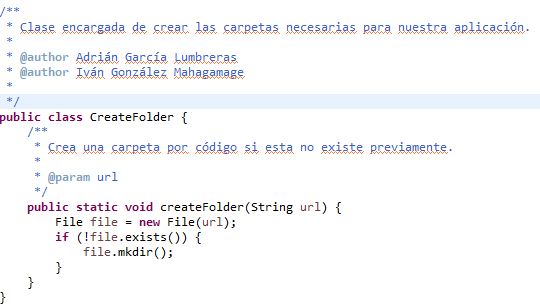 /**
 * Clase encargada de crear las carpetas necesarias para nuestra aplicación.
 *
 * @author Adrián García Lumbreras
 * @author Iván González Mahagamage
 *
 */
public class CreateFolder {
    /**
     * Crea una carpeta por código si esta no existe previamente.
     *
     * @param url
     */
    public static void createFolder(String url) {
        File file = new File(url);
        if (!file.exists()) {
            file.mkdir();
        }
    }
}